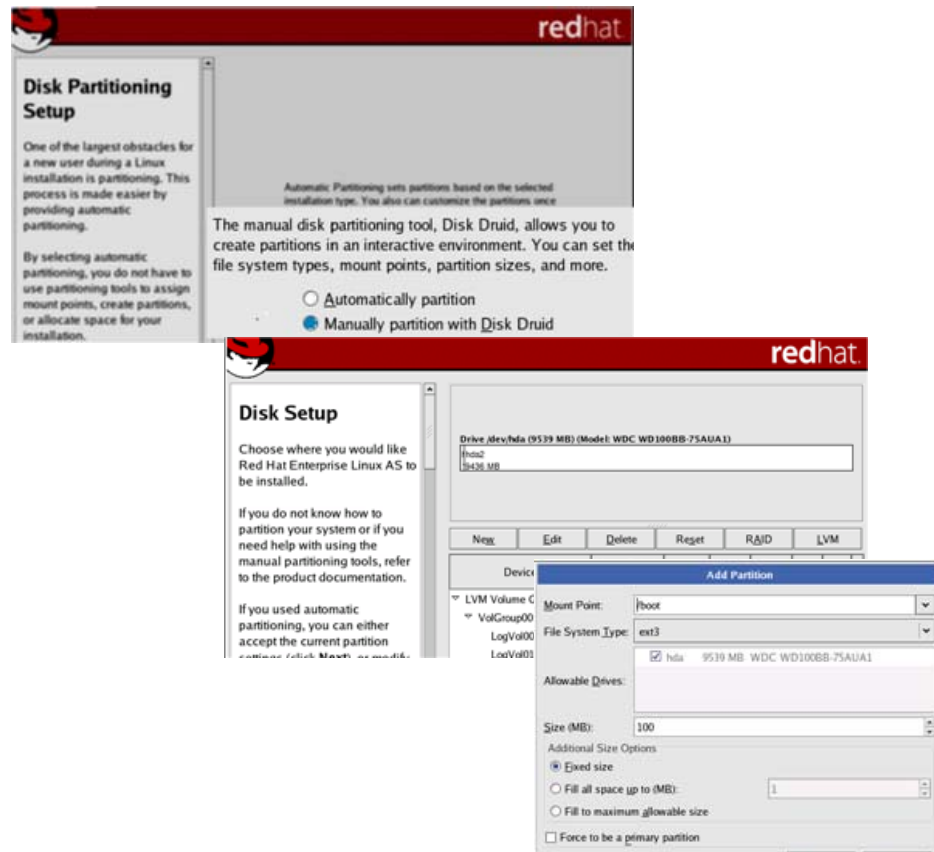 redhat.
Disk Partitioning
Setup
One of the largest obstacles for
a new user during a Linux
installation is partitioning. This
process is made easier by
providing automatic
partitioning.
By selecting automatic
partitioning, you do not have to
use partitioning tools to assign
mount points, create partitions,
or allocate space for your
installation.
Automatic Partitioning sets partitions based on the selected
installation type. You also can customize the partitions once
The manual disk partitioning tool, Disk Druid, allows you to
create partitions in an interactive environment. You can set the
file system types, mount points, partition sizes, and more.
Automatically partition
Manually partition with Disk Druid
redhat.
Disk Setup
Choose where you would like
Red Hat Enterprise Linux AS to
be installed.
If you do not know how to
partition your system or if you
need help with using the
manual partitioning tools, refer
to the product documentation.
If you used automatic
partitioning, you can either
accept the current partition
settings (click Next), or modify
Drive /dev/hda (9539 MB) (Model: WDC WD100BB-75AUA1)
hda2
9436 MB
New Edit Delete Reset RAID LVM
Device
LVM Volume G
VolGroup00
LogVol00
LogVol01
Add Partition
Mount Point: /boot
File System Type: ext3
Allowable Drives: hda 9539 MB WDC WD100BB-75AUA1
Size (MB): 100
Additional Size Options
Fixed size
Fill all space up to (MB): 1
Fill to maximum allowable size
Force to be a primary partition